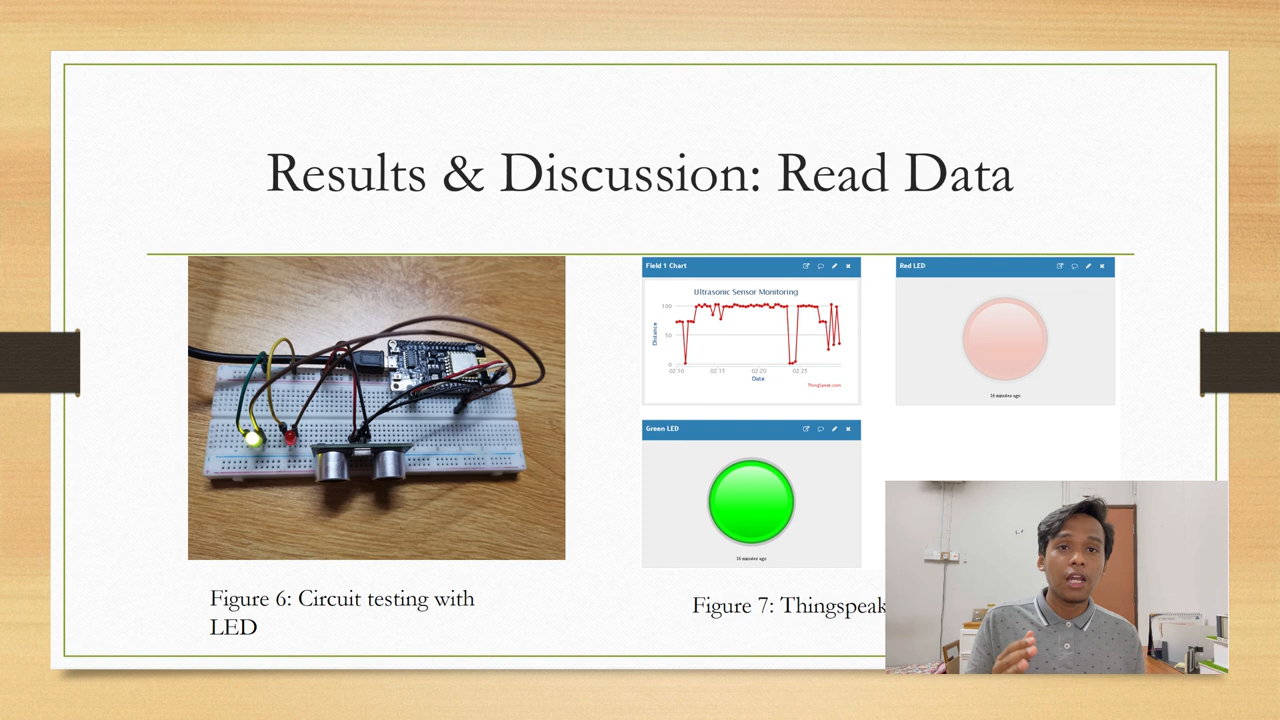 Results & Discussion: Read Data
Field 1 Chart
Ultrasonic Sensor Monitoring
Distance
100
50
0
02:10
02:15
02:20
02:25
Date
ThingSpeak.com
Red LED
16 minutes ago
Green LED
16 minutes ago
Figure 6: Circuit testing with
LED
Figure 7: Thingspeak